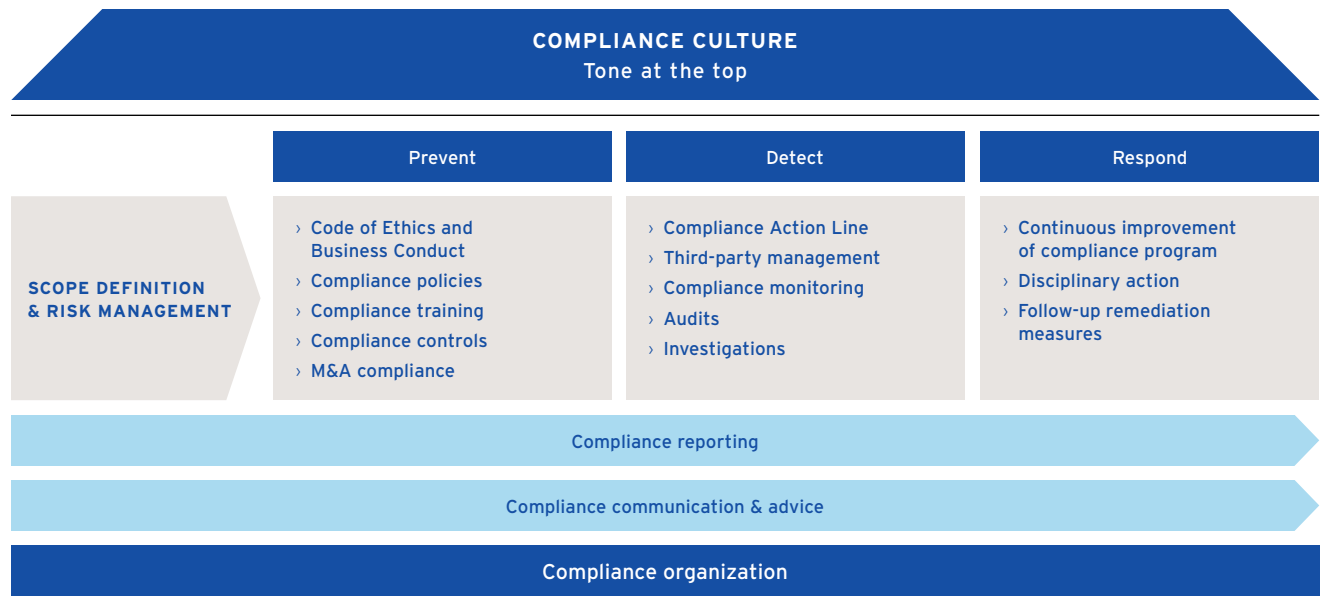 COMPLIANCE CULTURE
Tone at the top
Prevent
Detect
Respond
SCOPE DEFINITION
& RISK MANAGEMENT
› Code of Ethics and
Business Conduct
› Compliance policies
› Compliance training
› Compliance controls
› M&A compliance
› Compliance Action Line
› Third-party management
› Compliance monitoring
› Audits
› Investigations
› Continuous improvement
of compliance program
› Disciplinary action
› Follow-up remediation
measures
Compliance reporting
Compliance communication & advice
Compliance organization